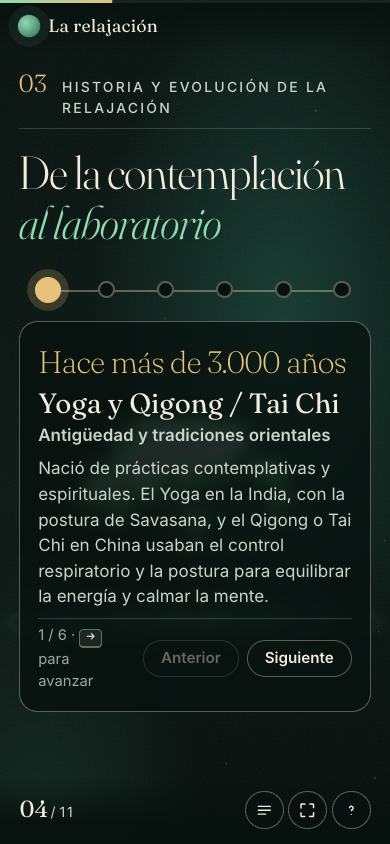 La relajación
03 HISTORIA Y EVOLUCIÓN DE LA
RELAJACIÓN
De la contemplación
al laboratorio
Hace más de 3.000 años
Yoga y Qigong / Tai Chi
Antigüedad y tradiciones orientales
Nació de prácticas contemplativas y
espirituales. El Yoga en la India, con la
postura de Savasana, y el Qigong o Tai
Chi en China usaban el control
respiratorio y la postura para equilibrar
la energía y calmar la mente.
1 / 6 · →
para
avanzar
Anterior Siguiente
04 / 11 ?